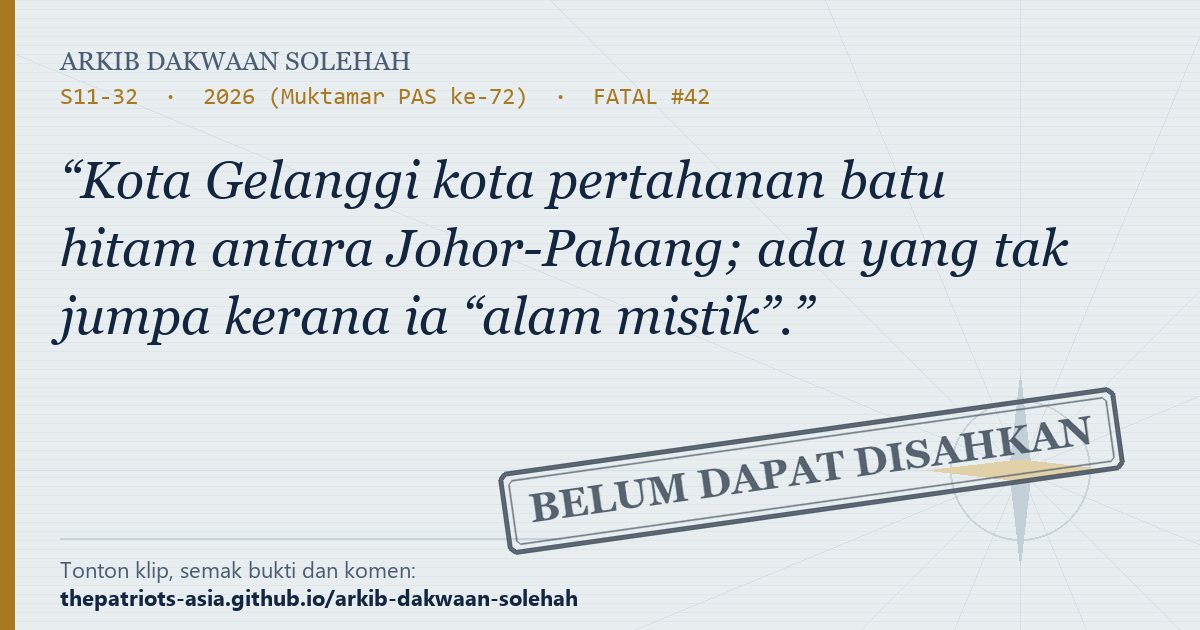 ARKIB DAKWAAN SOLEHAH
S11-32 · 2026 (Muktamar PAS ke-72) · FATAL #42
“Kota Gelanggi kota pertahanan batu
hitam antara Johor-Pahang; ada yang tak
jumpa kerana ia “alam mistik”.”
BELUM DAPAT DISAHKAN
Tonton klip, semak bukti dan komen:
thepatriots-asia.github.io/arkib-dakwaan-solehah